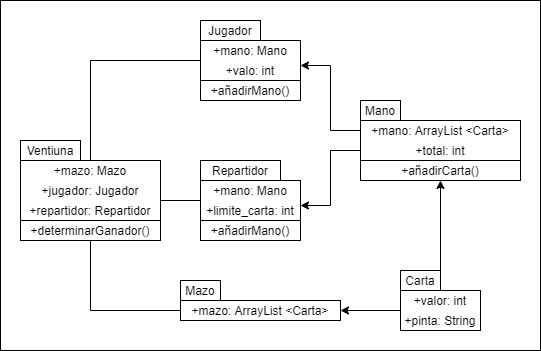 Jugador
+mano: Mano
+valo: int
+añadirMano()
Mano
+mano: ArrayList <Carta>
+total: int
+añadirCarta()
Ventiuna
+mazo: Mazo
+jugador: Jugador
+repartidor: Repartidor
+determinarGanador()
Repartidor
+mano: Mano
+limite_carta: int
+añadirMano()
Mazo
+mazo: ArrayList <Carta>
Carta
+valor: int
+pinta: String